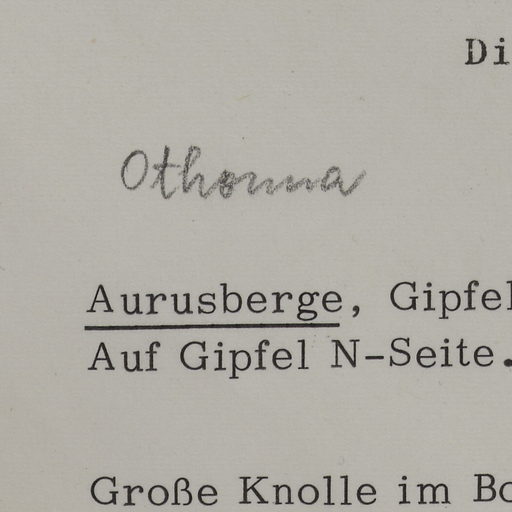 Di
Othonna
Aurusberge, Gipfel
Auf Gipfel N-Seite.
Große Knolle im Bo